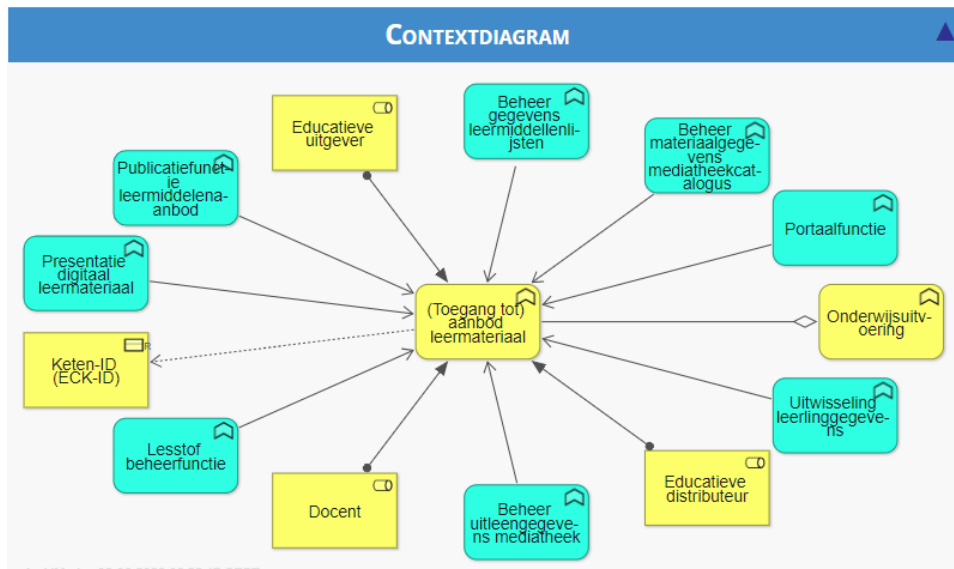 CONTEXTDIAGRAM
Educatieve
uitgever
Beheer
gegevens
leermiddellenli-
jsten
Beheer
materiaalgege-
vens
mediatheekcat-
alogus
Publicatiefunct-
ie
leermiddelena-
anbod
Portaalfunctie
Presentatie
digitaal
leermateriaal
(Toegang tot)
aanbod
leermateriaal
Onderwijsuitv-
oering
Keten-ID
(ECK-ID)
R
Uitwisseling
leerlinggegeve-
ns
Lesstof
beheerfunctie
Docent
Beheer
uitleengegeve-
ns mediatheek
Educatieve
distributeur